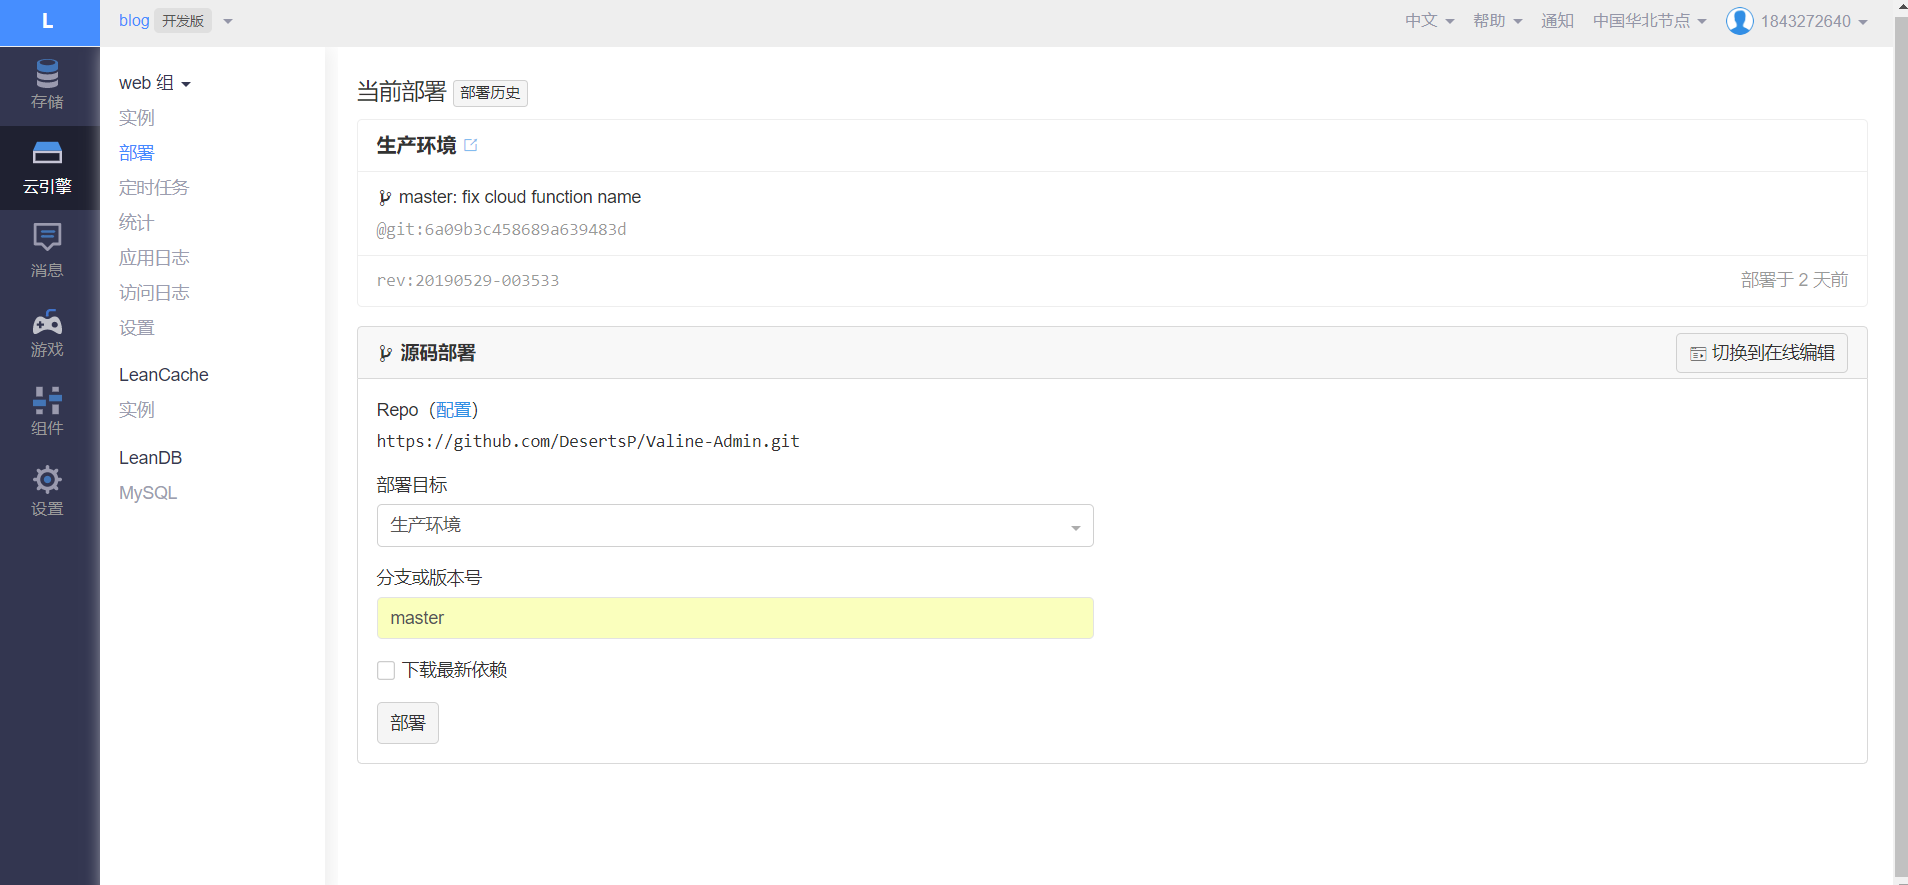 L
blog 开发版
中文 帮助 通知 中国华北节点 1843272640
存储
云引擎
消息
游戏
组件
设置
web 组
实例
部署
定时任务
统计
应用日志
访问日志
设置
LeanCache
实例
LeanDB
MySQL
当前部署 部署历史
生产环境
master: fix cloud function name
@git:6a09b3c458689a639483d
rev:20190529-003533
部署于 2 天前
源码部署
切换到在线编辑
Repo（配置）
https://github.com/DesertsP/Valine-Admin.git
部署目标
生产环境
分支或版本号
master
下载最新依赖
部署